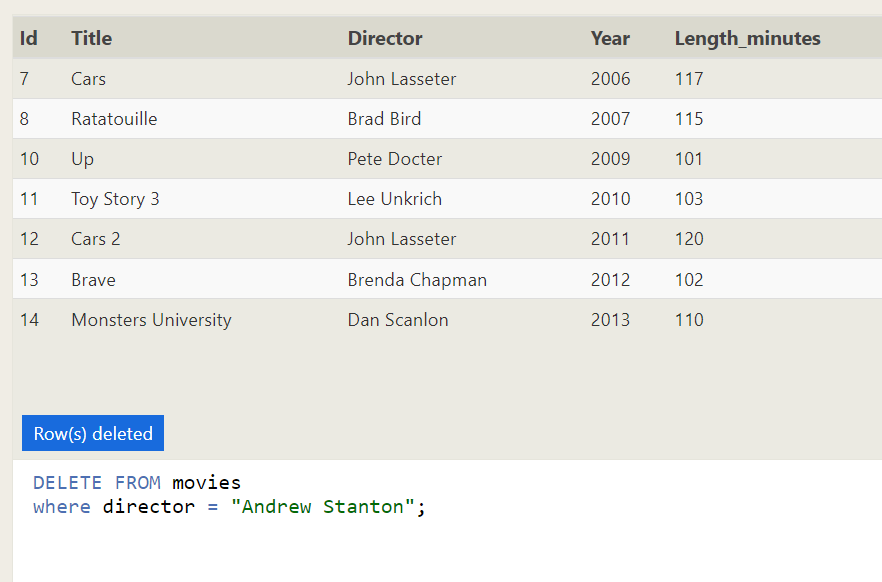 Id Title Director Year Length_minutes
7 Cars John Lasseter 2006 117
8 Ratatouille Brad Bird 2007 115
10 Up Pete Docter 2009 101
11 Toy Story 3 Lee Unkrich 2010 103
12 Cars 2 John Lasseter 2011 120
13 Brave Brenda Chapman 2012 102
14 Monsters University Dan Scanlon 2013 110
Row(s) deleted
DELETE FROM movies
where director = "Andrew Stanton";